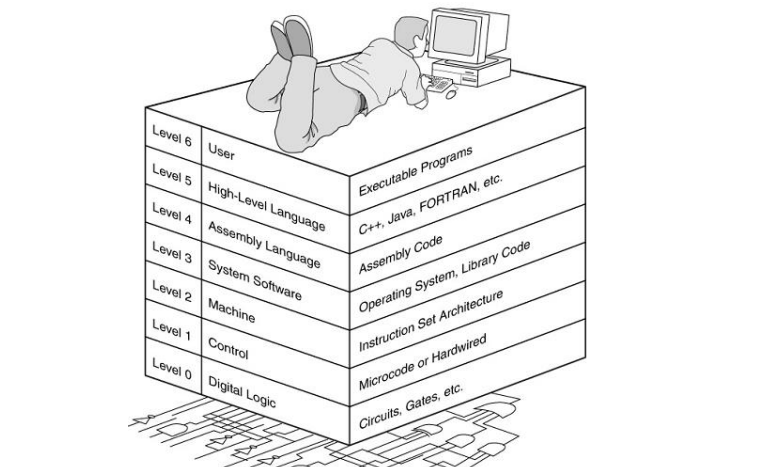 Level 6 User Executable Programs
Level 5 High-Level Language C++, Java, FORTRAN, etc.
Level 4 Assembly Language Assembly Code
Level 3 System Software Operating System, Library Code
Level 2 Machine Instruction Set Architecture
Level 1 Control Microcode or Hardwired
Level 0 Digital Logic Circuits, Gates, etc.